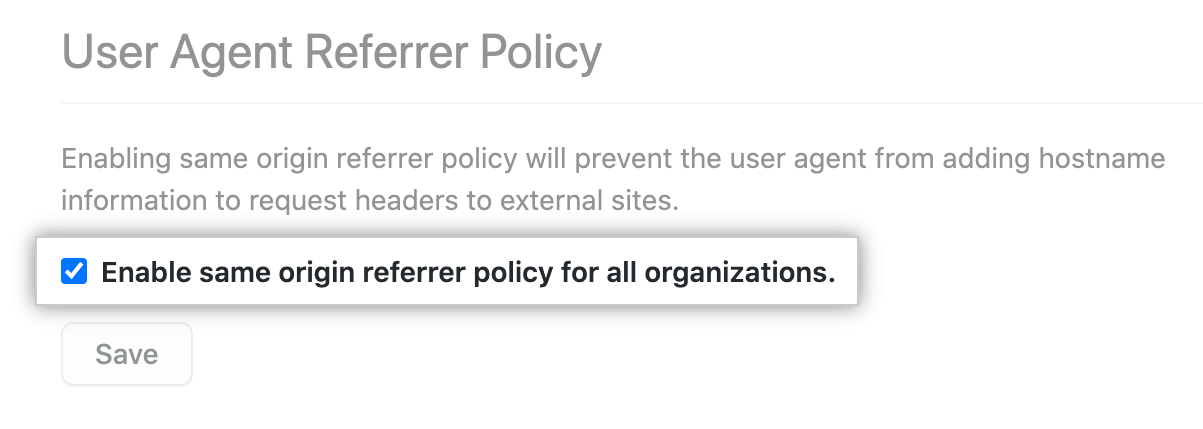 User Agent Referrer Policy
Enabling same origin referrer policy will prevent the user agent from adding hostname
information to request headers to external sites.
Enable same origin referrer policy for all organizations.
Save